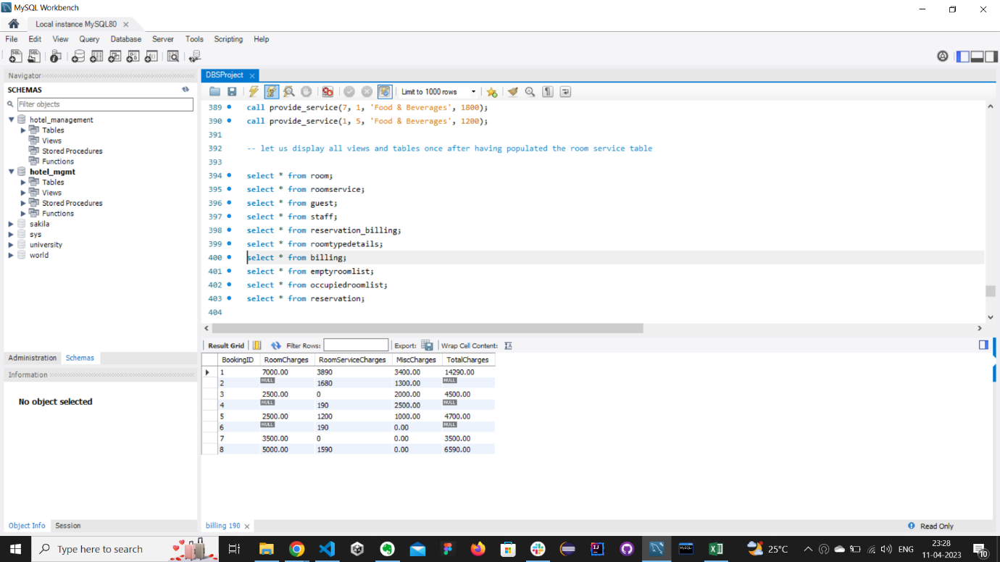 MySQL Workbench
Local instance MySQL80
File Edit View Query Database Server Tools Scripting Help
Navigator
SCHEMAS
Filter objects
hotel_management
Tables
Views
Stored Procedures
Functions
hotel_mgmt
Tables
Views
Stored Procedures
Functions
sakila
sys
university
world
Administration Schemas
Information
No object selected
Object Info Session
DBSProject
Limit to 1000 rows
389 call provide_service(7, 1, 'Food & Beverages', 1800);
390 call provide_service(1, 5, 'Food & Beverages', 1200);
391
392 -- let us display all views and tables once after having populated the room service table
393
394 select * from room;
395 select * from roomservice;
396 select * from guest;
397 select * from staff;
398 select * from reservation_billing;
399 select * from roomtypedetails;
400 select * from billing;
401 select * from emptyroomlist;
402 select * from occupiedroomlist;
403 select * from reservation;
404
Result Grid Filter Rows: Export: Wrap Cell Content:
BookingID RoomCharges RoomServiceCharges MiscCharges TotalCharges
1 7000.00 3890 3400.00 14290.00
2 NULL 1680 1300.00 NULL
3 2500.00 0 2000.00 4500.00
4 NULL 190 2500.00 NULL
5 2500.00 1200 1000.00 4700.00
6 NULL 190 0.00 NULL
7 3500.00 0 0.00 3500.00
8 5000.00 1590 0.00 6590.00
billing 190
Read Only
Type here to search
25°C
ENG
23:28
11-04-2023
10